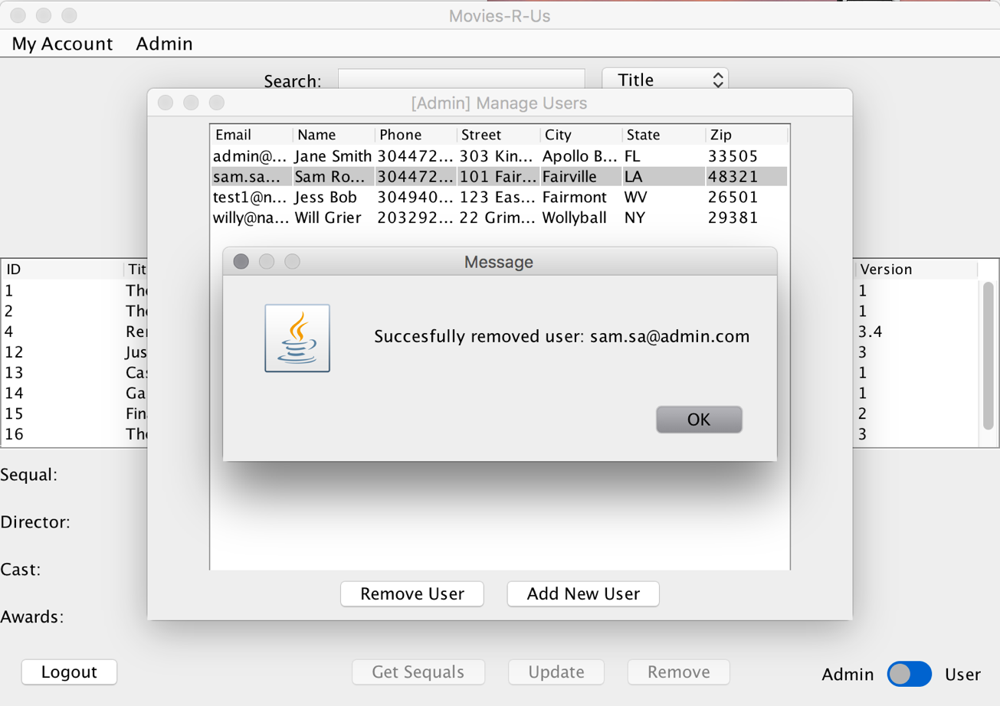 Movies-R-Us
My Account Admin
Search: Title
[Admin] Manage Users
Email Name Phone Street City State Zip
admin@... Jane Smith 304472... 303 Kin... Apollo B... FL 33505
sam.sa... Sam Ro... 304472... 101 Fair... Fairville LA 48321
test1@n... Jess Bob 304940... 123 Eas... Fairmont WV 26501
willy@na... Will Grier 203292... 22 Grim... Wollyball NY 29381
Message
Succesfully removed user: sam.sa@admin.com
OK
Remove User Add New User
ID Tit Version
1 The 1
2 The 1
4 Rer 3.4
12 Jus 3
13 Cas 1
14 Ga 1
15 Fin 2
16 The 3
Sequal:
Director:
Cast:
Awards:
Logout Get Sequals Update Remove Admin User